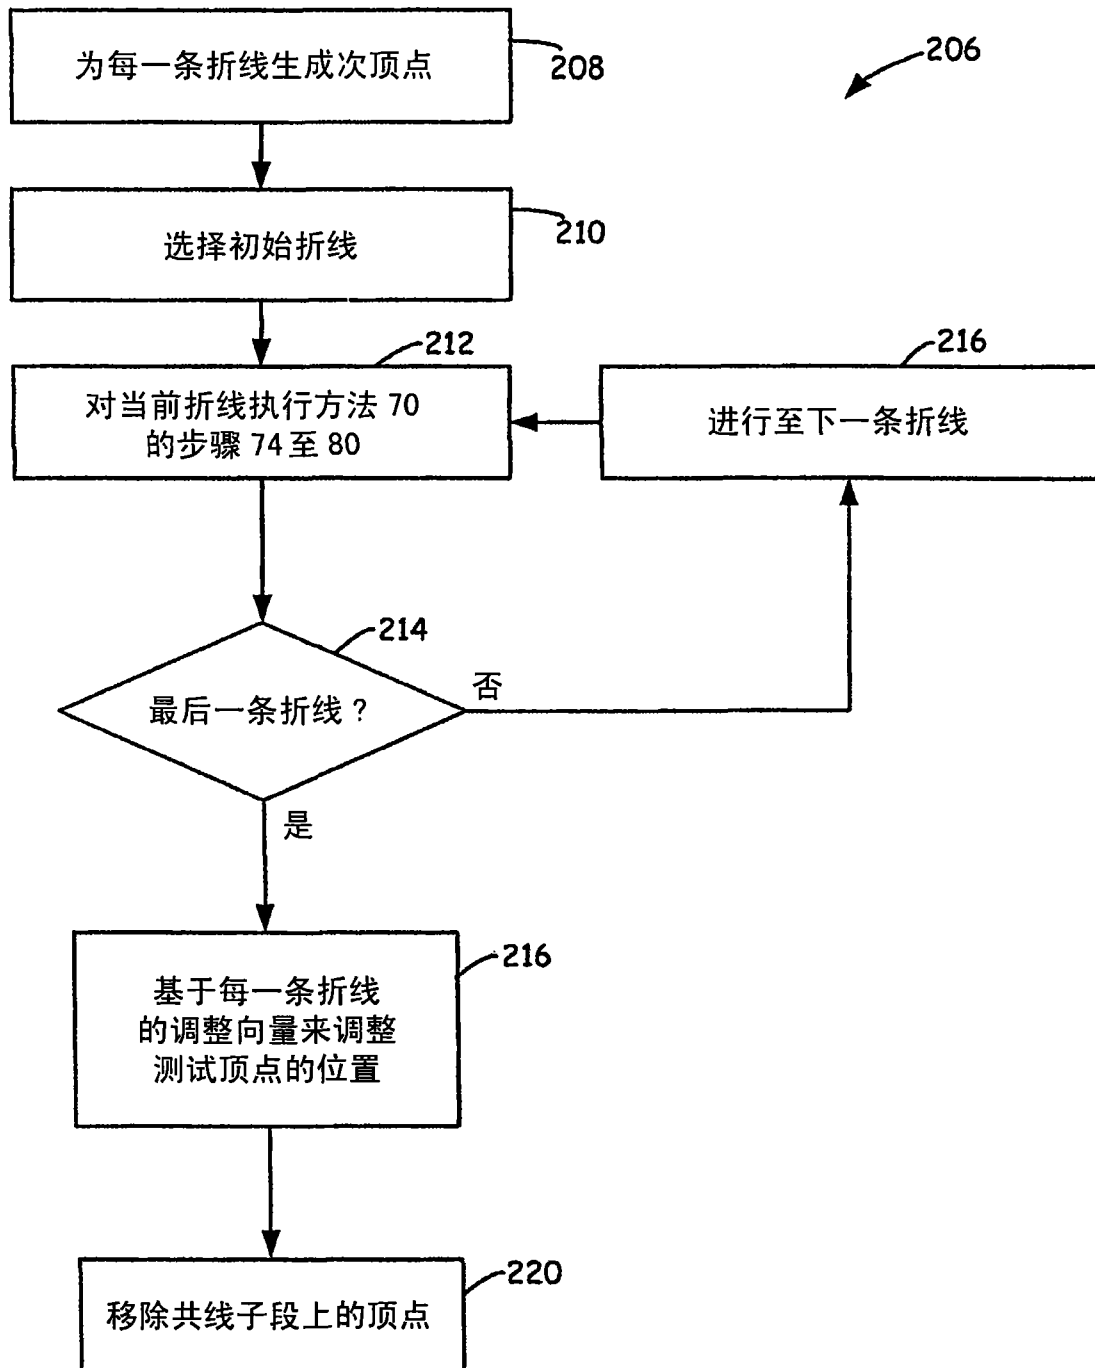 为每一条折线生成次顶点
208
206
选择初始折线
210
212
对当前折线执行方法 70
的步骤 74 至 80
216
进行至下一条折线
214
最后一条折线？
否
是
216
基于每一条折线
的调整向量来调整
测试顶点的位置
220
移除共线子段上的顶点